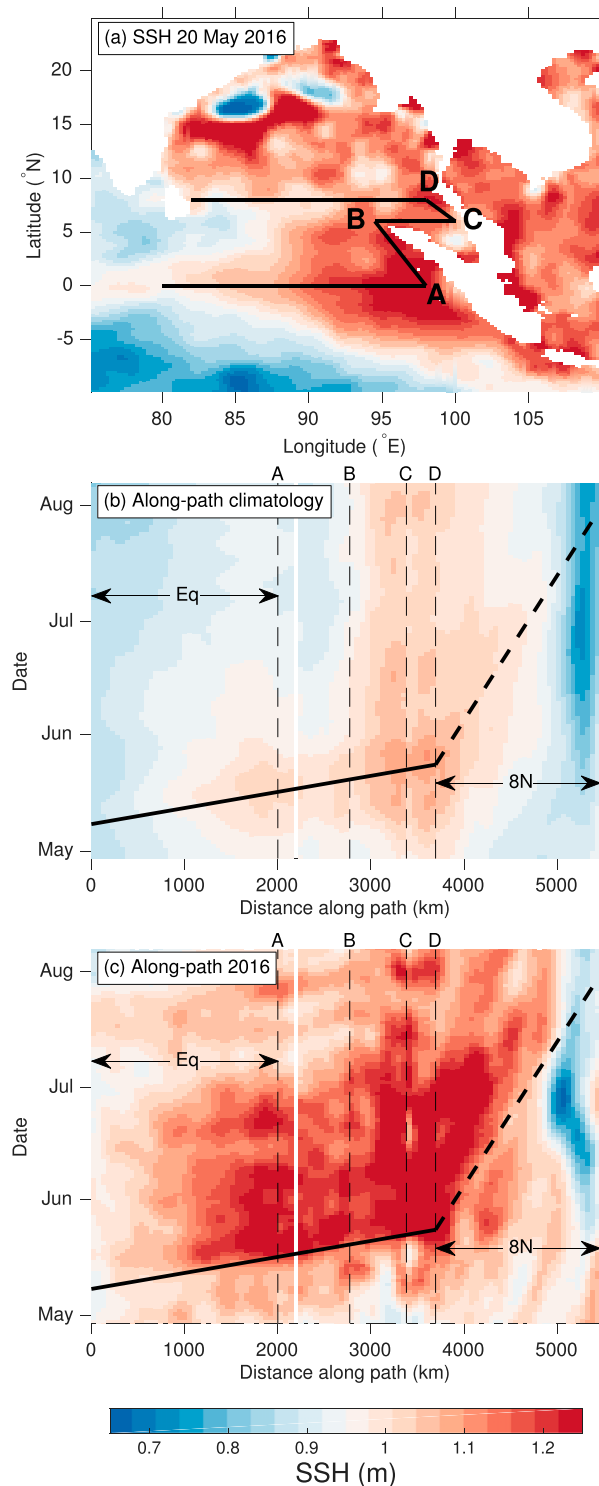 (a) SSH 20 May 2016
20
15
10
5
0
-5
Latitude (°N)
D
B
C
A
80
85
90
95
100
105
Longitude (°E)
A B C D
(b) Along-path climatology
Aug
Jul
Jun
May
Date
Eq
8N
0 1000 2000 3000 4000 5000
Distance along path (km)
A B C D
(c) Along-path 2016
Aug
Jul
Jun
May
Date
Eq
8N
0 1000 2000 3000 4000 5000
Distance along path (km)
0.7 0.8 0.9 1 1.1 1.2
SSH (m)